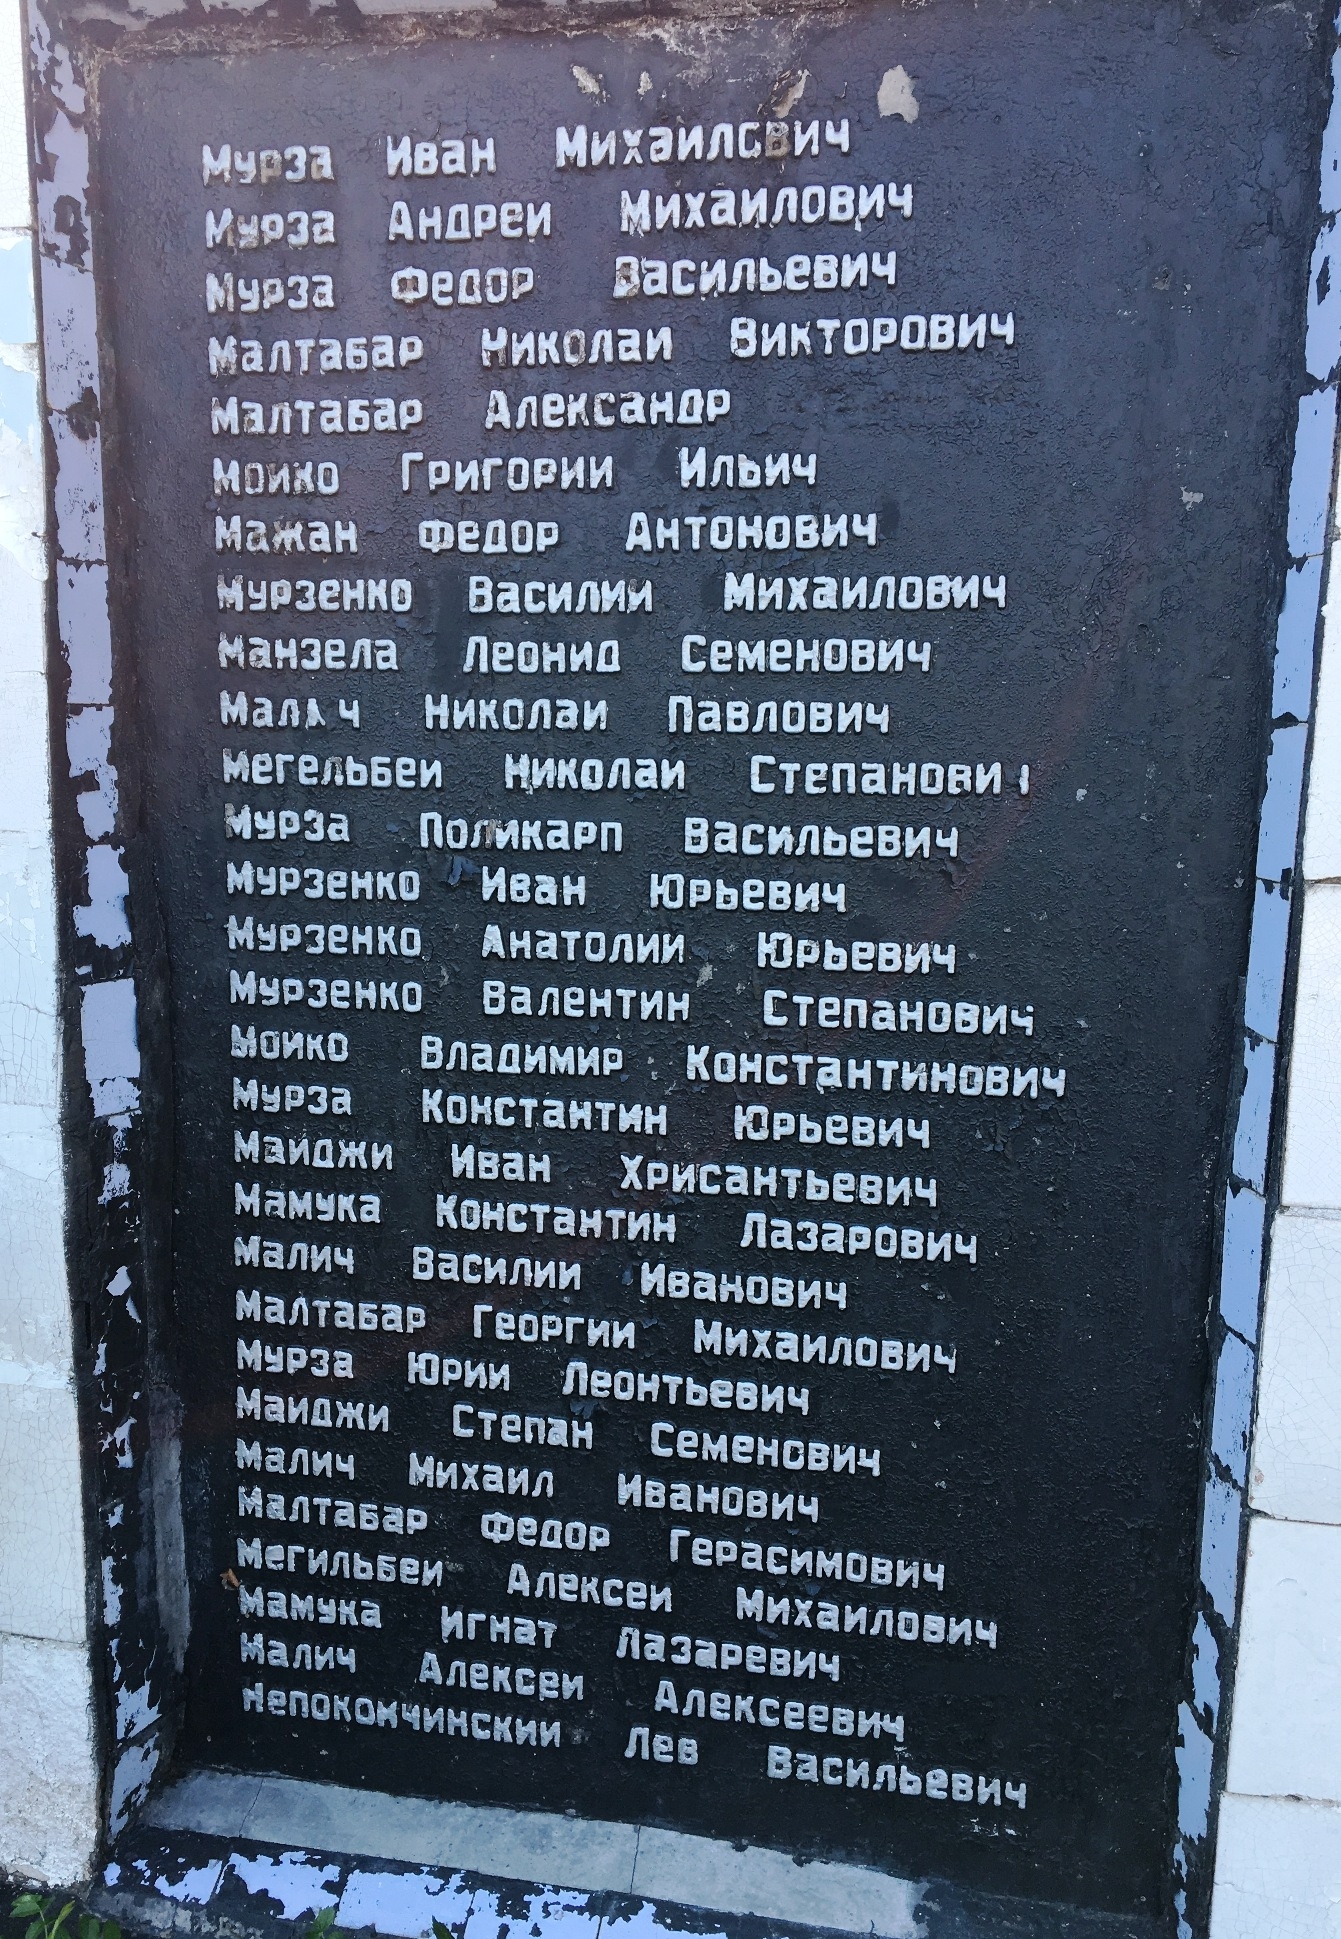 Мурза Иван Михаилович
Мурза Андреи Михаилович
Мурза Федор Васильевич
Малтабар Николаи Викторович
Малтабар Александр
Моико Григории Ильич
Мажан Федор Антонович
Мурзенко Василии Михаилович
Манзела Леонид Семенович
Николаи Павлович
Мегельбеи Николаи Степанович
Мурза Поликарп Васильевич
Мурзенко Иван Юрьевич
Мурзенко Анатолии Юрьевич
Мурзенко Валентин Степанович
Моико Владимир Константинович
Мурза Константин Юрьевич
Маиджи Иван Хрисантьевич
Мамука Константин Лазарович
Малич Василии Иванович
Малтабар Георгии Михаилович
Мурза Юрии Леонтьевич
Маиджи Степан Семенович
Малич Михаил Иванович
Малтабар Федор Герасимович
Мегильбеи Алексеи Михаилович
Мамука Игнат Лазаревич
Малич Алексеи Алексеевич
Непокомчинскии Лев Васильевич